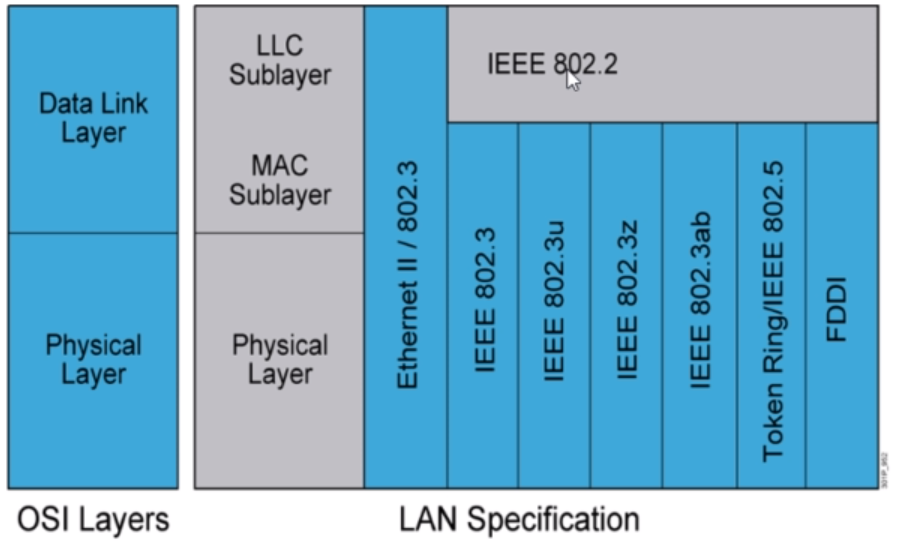 Data Link
Layer
Physical
Layer
OSI Layers
LLC
Sublayer
MAC
Sublayer
Physical
Layer
Ethernet II / 802.3
IEEE 802.2
IEEE 802.3
IEEE 802.3u
IEEE 802.3z
IEEE 802.3ab
Token Ring/IEEE 802.5
FDDI
LAN Specification